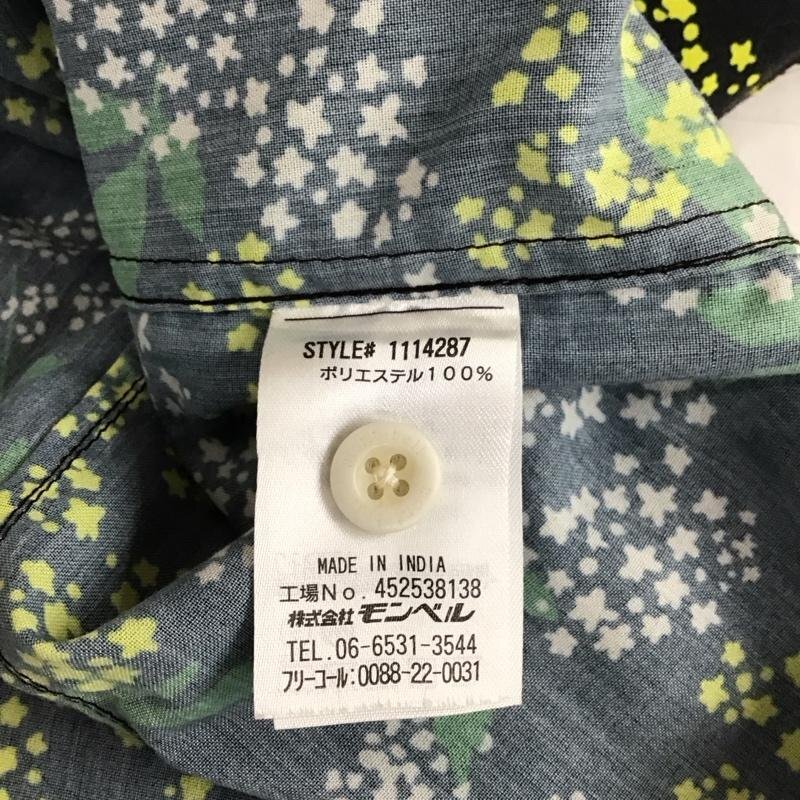 STYLE# 1114287
ポリエステル１００％
MADE IN INDIA
工場Ｎｏ. 452538138
株式会社 モンベル
TEL.06-6531-3544
フリーコール:0088-22-0031